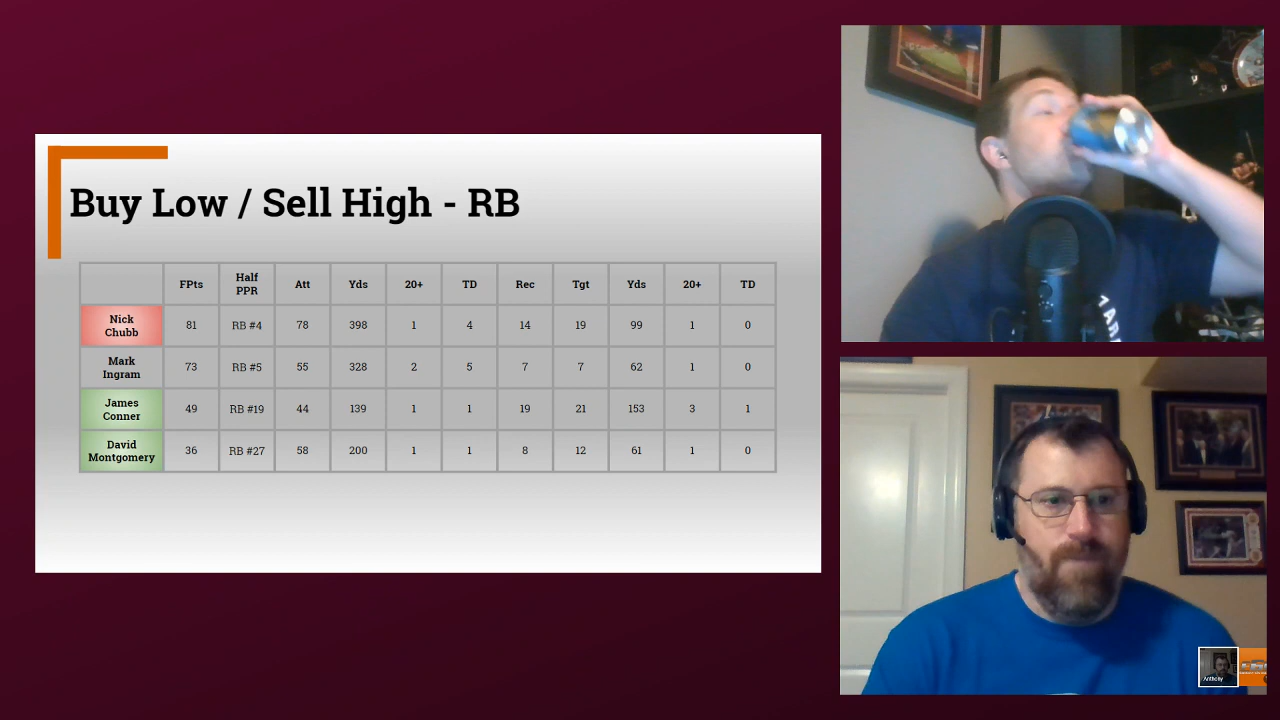 Buy Low / Sell High - RB
FPts Half PPR Att Yds 20+ TD Rec Tgt Yds 20+ TD
Nick Chubb 81 RB #4 78 398 1 4 14 19 99 1 0
Mark Ingram 73 RB #5 55 328 2 5 7 7 62 1 0
James Conner 49 RB #19 44 139 1 1 19 21 153 3 1
David Montgomery 36 RB #27 58 200 1 1 8 12 61 1 0
Anthony